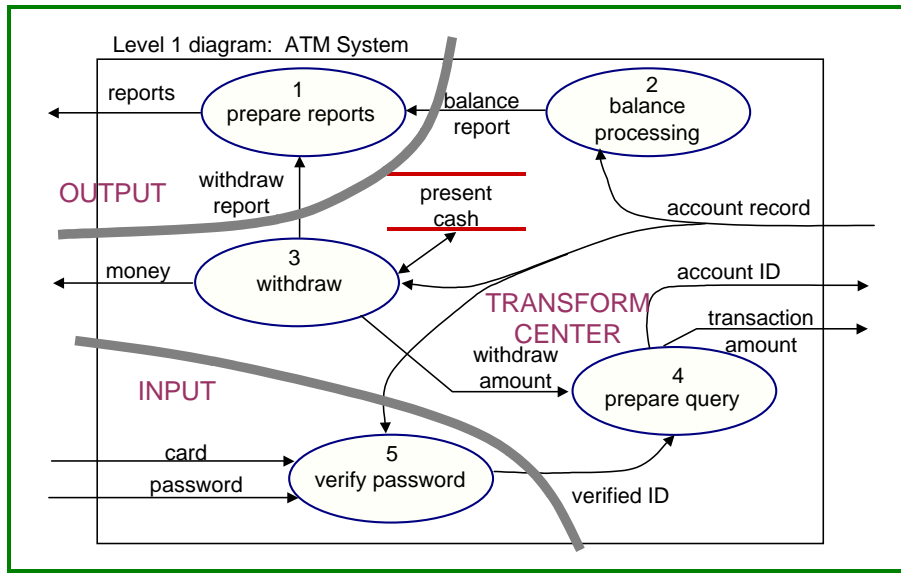 Level 1 diagram: ATM System
reports
1
prepare reports
balance
report
2
balance
processing
OUTPUT
withdraw
report
present
cash
account record
money
3
withdraw
account ID
TRANSFORM
CENTER
transaction
amount
withdraw
amount
4
prepare query
INPUT
card
password
5
verify password
verified ID